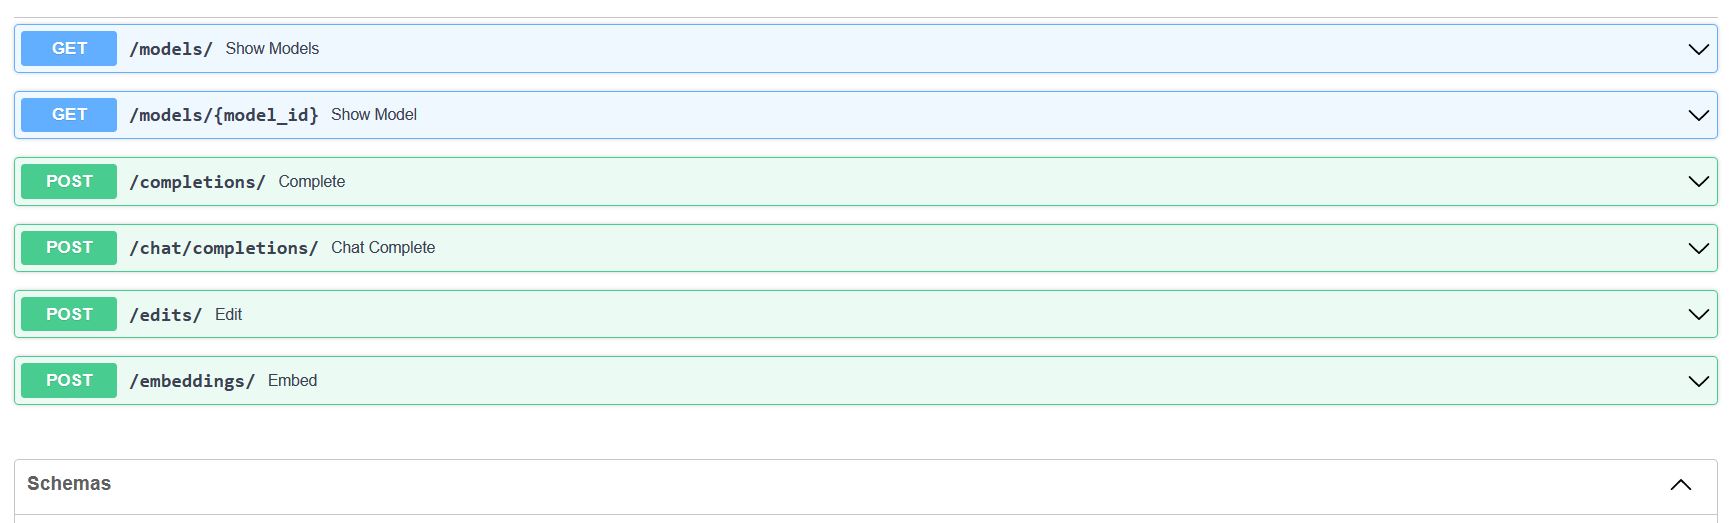 GET /models/ Show Models
GET /models/{model_id} Show Model
POST /completions/ Complete
POST /chat/completions/ Chat Complete
POST /edits/ Edit
POST /embeddings/ Embed
Schemas